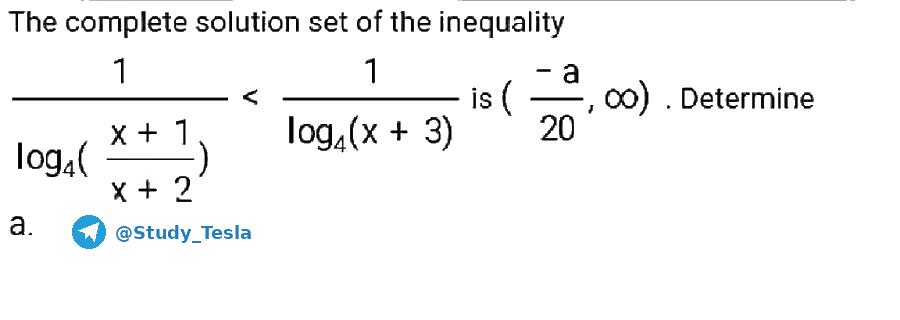 The complete solution set of the inequality
1 / log₄( (x + 1) / (x + 2) ) < 1 / log₄(x + 3) is ( - a / 20 , ∞) . Determine
a.
@Study_Tesla